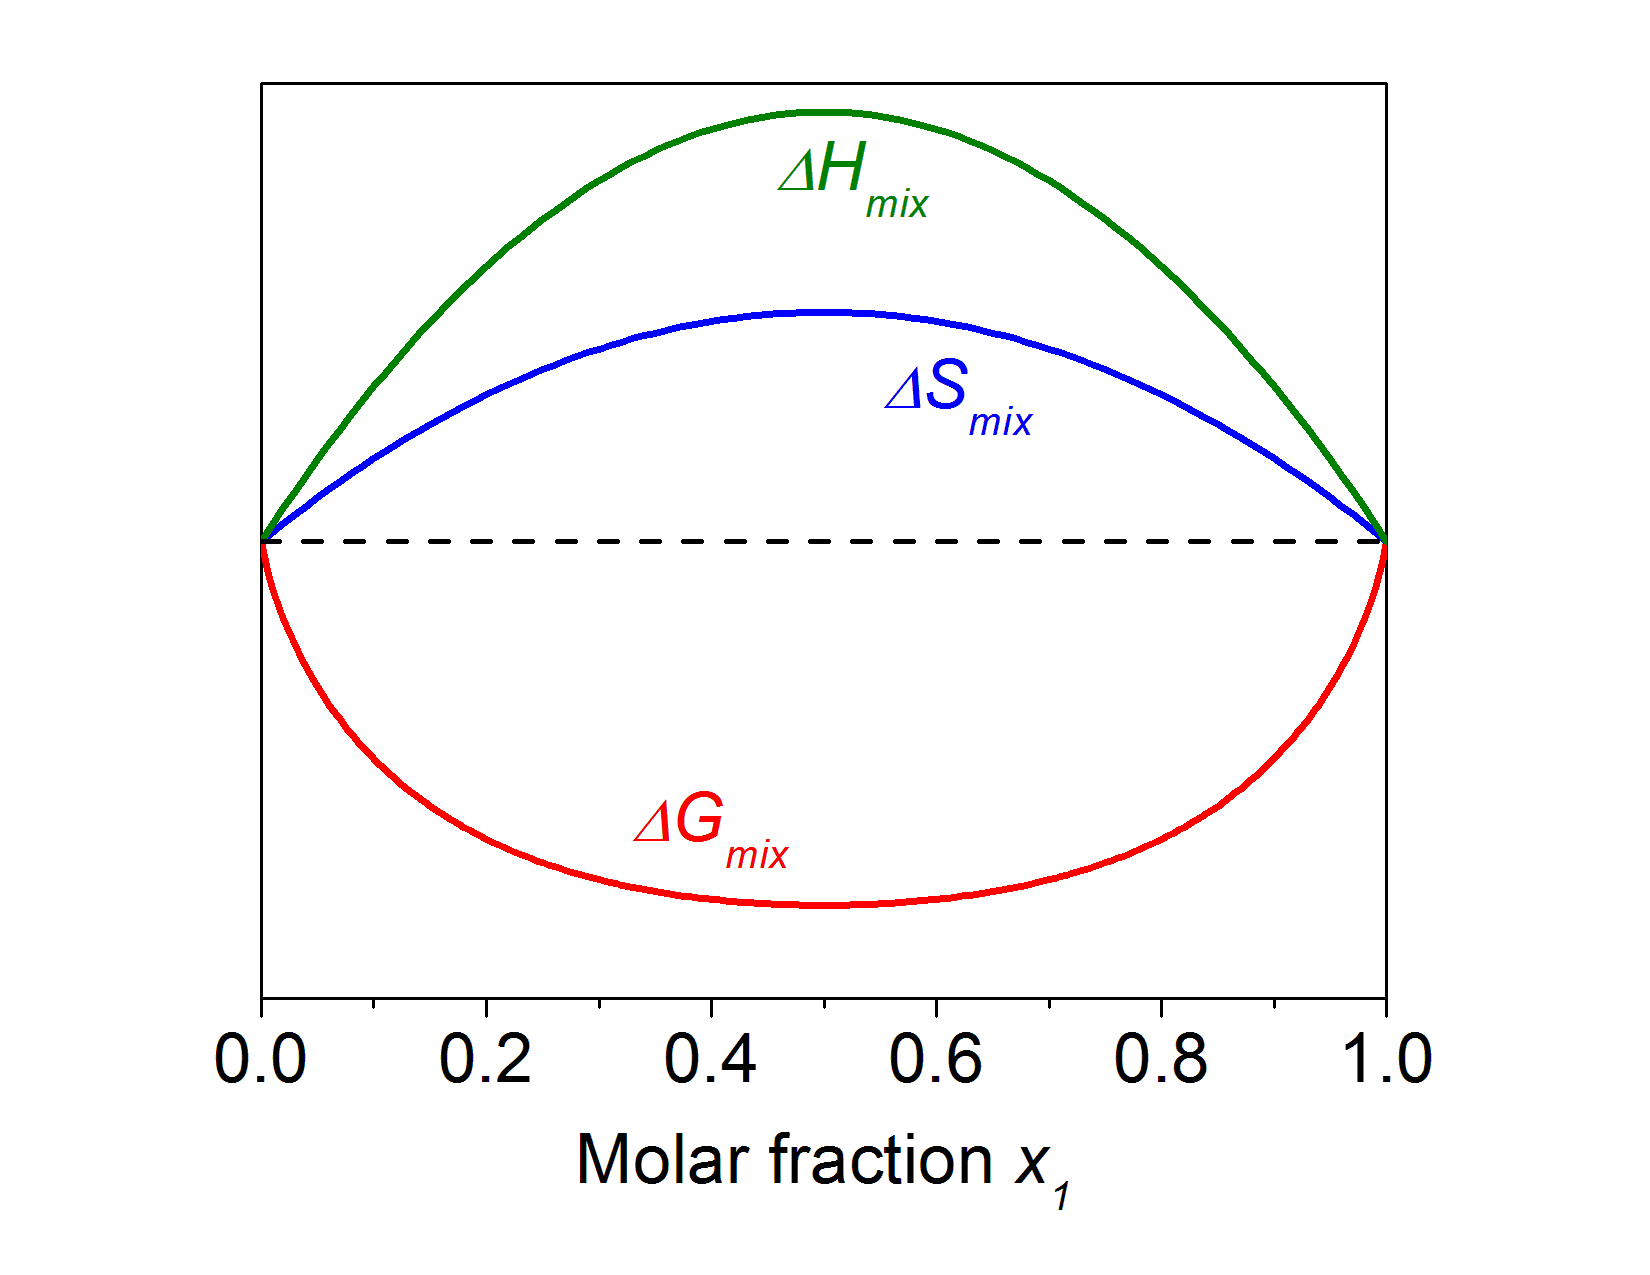 ΔHmix
ΔSmix
ΔGmix
0.0 0.2 0.4 0.6 0.8 1.0
Molar fraction x1